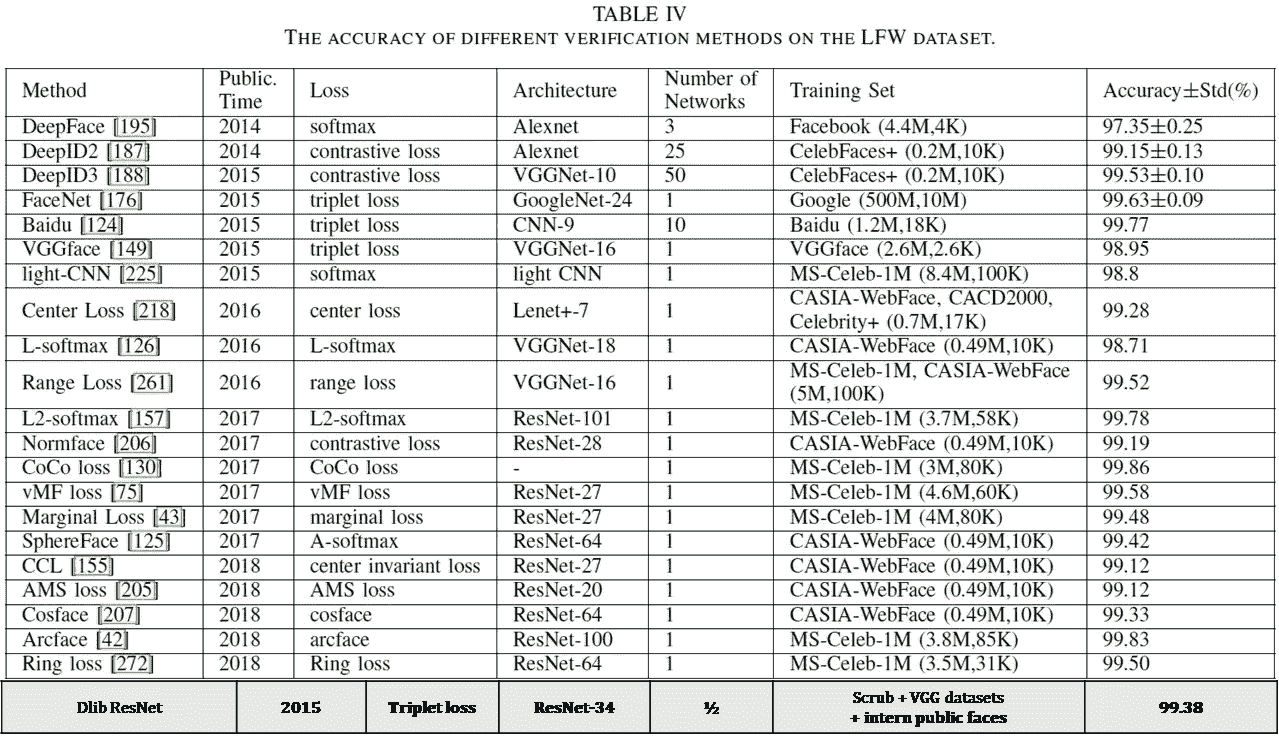 TABLE IV
THE ACCURACY OF DIFFERENT VERIFICATION METHODS ON THE LFW DATASET.
Method Public. Time Loss Architecture Number of Networks Training Set Accuracy±Std(%)
DeepFace [195] 2014 softmax Alexnet 3 Facebook (4.4M,4K) 97.35±0.25
DeepID2 [187] 2014 contrastive loss Alexnet 25 CelebFaces+ (0.2M,10K) 99.15±0.13
DeepID3 [188] 2015 contrastive loss VGGNet-10 50 CelebFaces+ (0.2M,10K) 99.53±0.10
FaceNet [176] 2015 triplet loss GoogleNet-24 1 Google (500M,10M) 99.63±0.09
Baidu [124] 2015 triplet loss CNN-9 10 Baidu (1.2M,18K) 99.77
VGGface [149] 2015 triplet loss VGGNet-16 1 VGGface (2.6M,2.6K) 98.95
light-CNN [225] 2015 softmax light CNN 1 MS-Celeb-1M (8.4M,100K) 98.8
Center Loss [218] 2016 center loss Lenet+-7 1 CASIA-WebFace, CACD2000, Celebrity+ (0.7M,17K) 99.28
L-softmax [126] 2016 L-softmax VGGNet-18 1 CASIA-WebFace (0.49M,10K) 98.71
Range Loss [261] 2016 range loss VGGNet-16 1 MS-Celeb-1M, CASIA-WebFace (5M,100K) 99.52
L2-softmax [157] 2017 L2-softmax ResNet-101 1 MS-Celeb-1M (3.7M,58K) 99.78
Normface [206] 2017 contrastive loss ResNet-28 1 CASIA-WebFace (0.49M,10K) 99.19
CoCo loss [130] 2017 CoCo loss - 1 MS-Celeb-1M (3M,80K) 99.86
vMF loss [75] 2017 vMF loss ResNet-27 1 MS-Celeb-1M (4.6M,60K) 99.58
Marginal Loss [43] 2017 marginal loss ResNet-27 1 MS-Celeb-1M (4M,80K) 99.48
SphereFace [125] 2017 A-softmax ResNet-64 1 CASIA-WebFace (0.49M,10K) 99.42
CCL [155] 2018 center invariant loss ResNet-27 1 CASIA-WebFace (0.49M,10K) 99.12
AMS loss [205] 2018 AMS loss ResNet-20 1 CASIA-WebFace (0.49M,10K) 99.12
Cosface [207] 2018 cosface ResNet-64 1 CASIA-WebFace (0.49M,10K) 99.33
Arcface [42] 2018 arcface ResNet-100 1 MS-Celeb-1M (3.8M,85K) 99.83
Ring loss [272] 2018 Ring loss ResNet-64 1 MS-Celeb-1M (3.5M,31K) 99.50
Dlib ResNet 2015 Triplet loss ResNet-34 ½ Scrub + VGG datasets + intern public faces 99.38